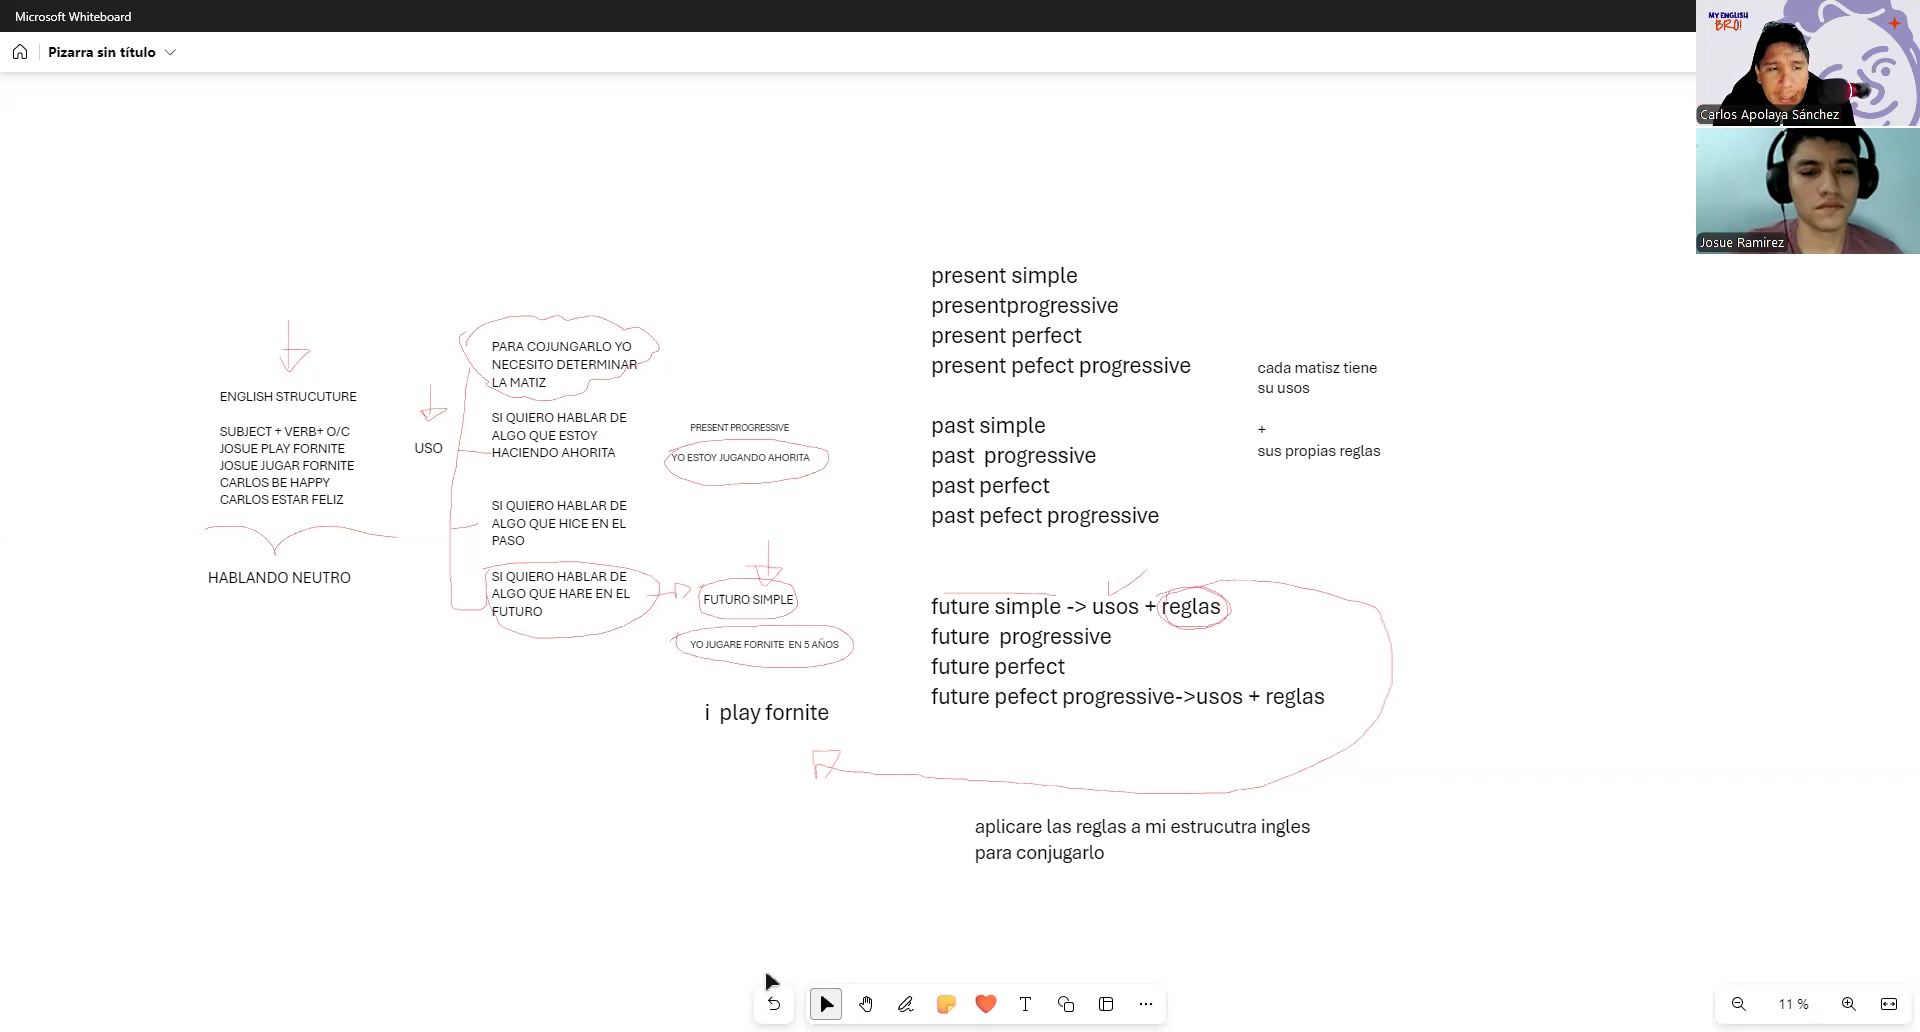 Microsoft Whiteboard
Pizarra sin título
MY ENGLISH
BRO!
Carlos Apolaya Sánchez
Josue Ramirez
ENGLISH STRUCUTURE
SUBJECT + VERB+ O/C
JOSUE PLAY FORNITE
JOSUE JUGAR FORNITE
CARLOS BE HAPPY
CARLOS ESTAR FELIZ
HABLANDO NEUTRO
USO
PARA COJUNGARLO YO
NECESITO DETERMINAR
LA MATIZ
SI QUIERO HABLAR DE
ALGO QUE ESTOY
HACIENDO AHORITA
SI QUIERO HABLAR DE
ALGO QUE HICE EN EL
PASO
SI QUIERO HABLAR DE
ALGO QUE HARE EN EL
FUTURO
PRESENT PROGRESSIVE
YO ESTOY JUGANDO AHORITA
FUTURO SIMPLE
YO JUGARE FORNITE EN 5 AÑOS
i play fornite
present simple
presentprogressive
present perfect
present pefect progressive
past simple
past progressive
past perfect
past pefect progressive
future simple -> usos + reglas
future progressive
future perfect
future pefect progressive->usos + reglas
cada matisz tiene
su usos
+
sus propias reglas
aplicare las reglas a mi estrucutra ingles
para conjugarlo
11 %